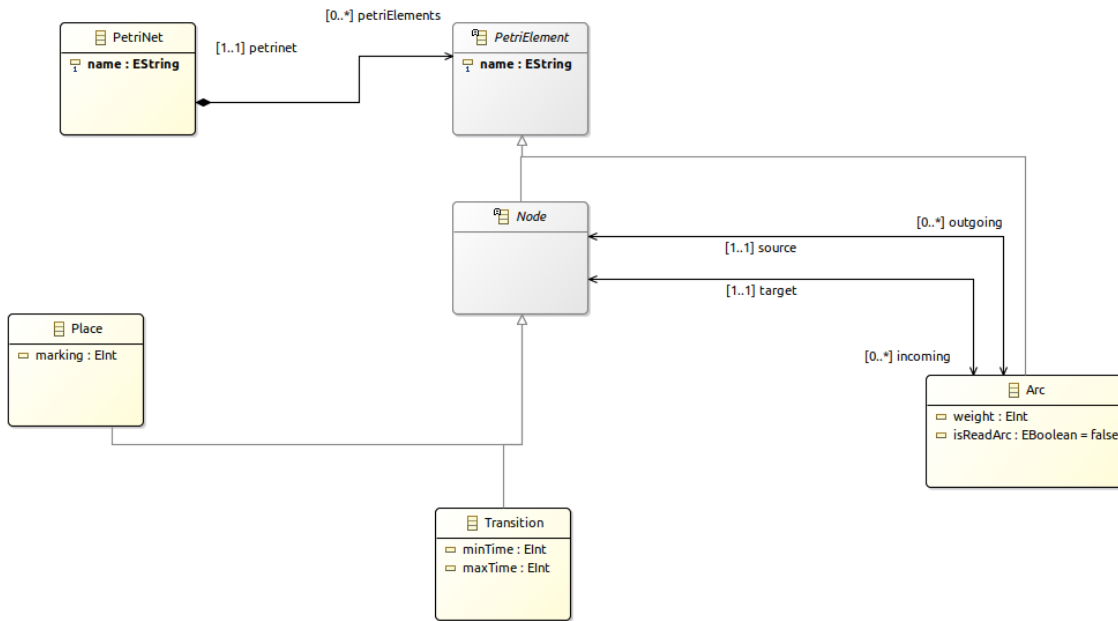 [0..*] petriElements
PetriNet
PetriElement
[1..1] petrinet
name : EString
name : EString
Node
[0..*] outgoing
[1..1] source
[1..1] target
Place
marking : EInt
[0..*] incoming
Arc
weight : EInt
isReadArc : EBoolean = false
Transition
minTime : EInt
maxTime : EInt